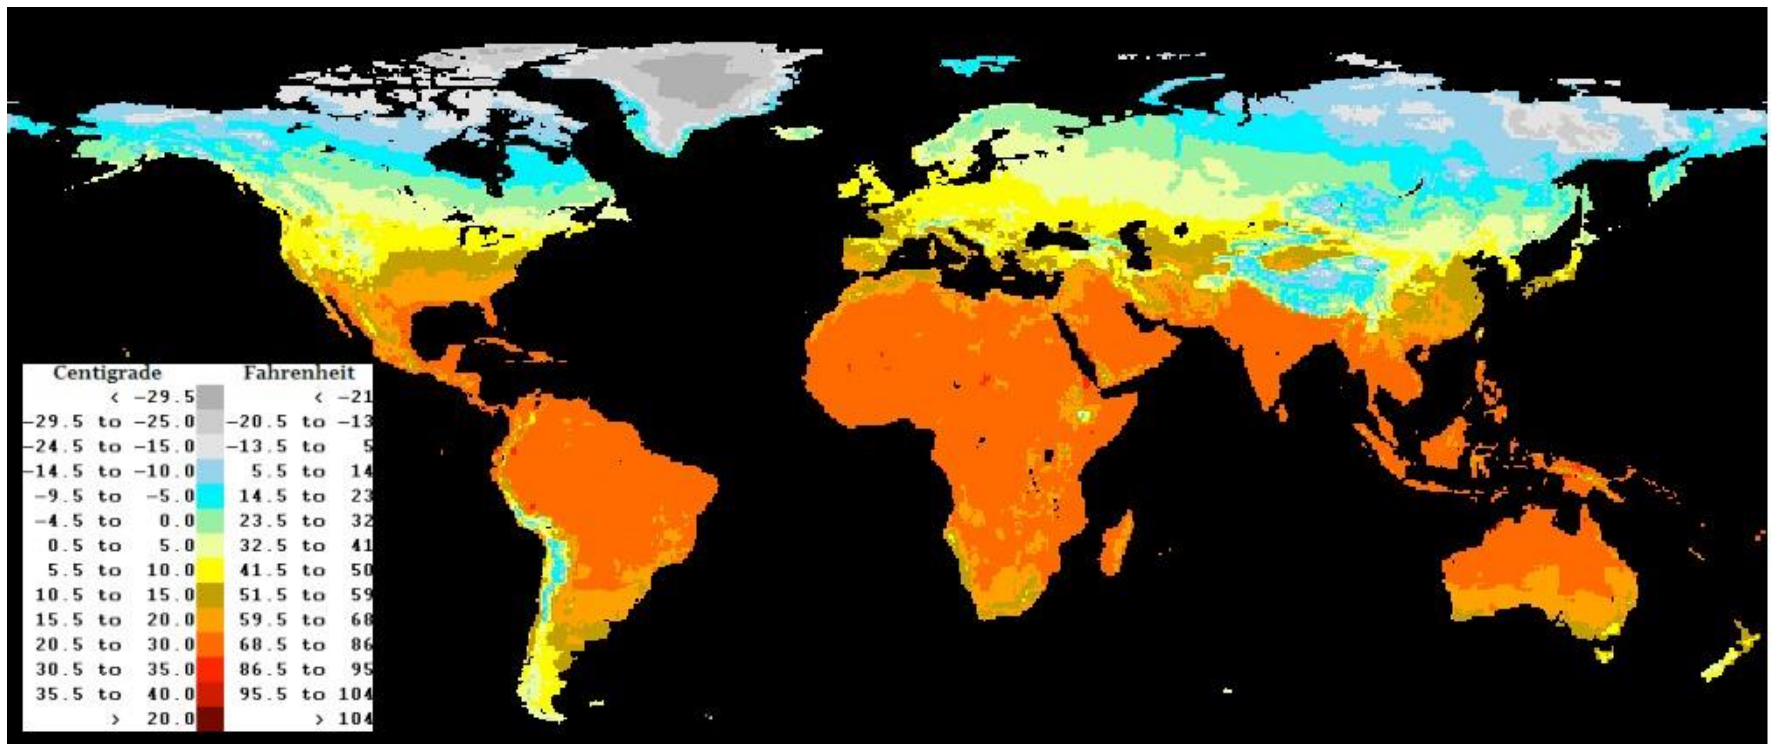 Centigrade Fahrenheit
< -29.5 < -21
-29.5 to -25.0 -20.5 to -13
-24.5 to -15.0 -13.5 to 5
-14.5 to -10.0 5.5 to 14
-9.5 to -5.0 14.5 to 23
-4.5 to 0.0 23.5 to 32
0.5 to 5.0 32.5 to 41
5.5 to 10.0 41.5 to 50
10.5 to 15.0 51.5 to 59
15.5 to 20.0 59.5 to 68
20.5 to 30.0 68.5 to 86
30.5 to 35.0 86.5 to 95
35.5 to 40.0 95.5 to 104
> 20.0 > 104